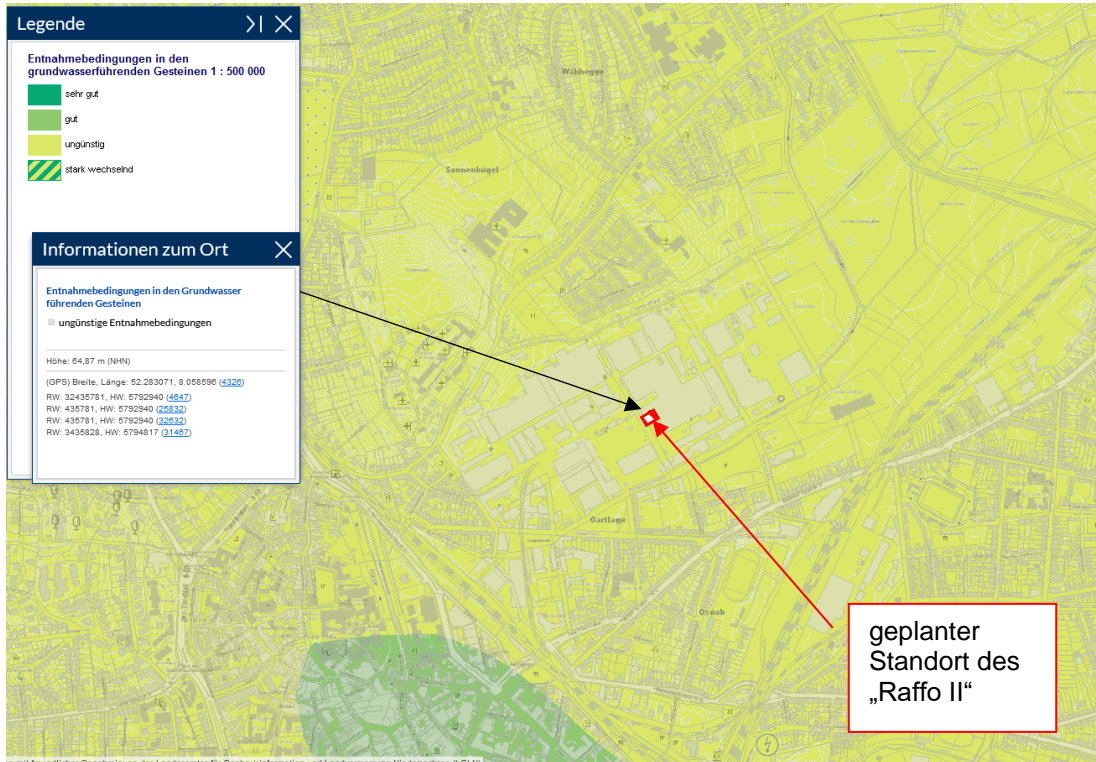 Legende
Entnahmebedingungen in den
grundwasserführenden Gesteinen 1 : 500 000
sehr gut
gut
ungünstig
stark wechselnd
Informationen zum Ort
Entnahmebedingungen in den Grundwasser
führenden Gesteinen
ungünstige Entnahmebedingungen
Höhe: 64,87 m (NHN)
(GPS) Breite, Länge: 52.283071, 8.058596 (4326)
RW: 32435781, HW: 5792940 (4647)
RW: 435781, HW: 5792940 (25832)
RW: 435781, HW: 5792940 (32632)
RW: 3435828, HW: 5794817 (31467)
Waldhegge
Sonnenhügel
Gartlage
Osnab
geplanter
Standort des
„Raffo II“